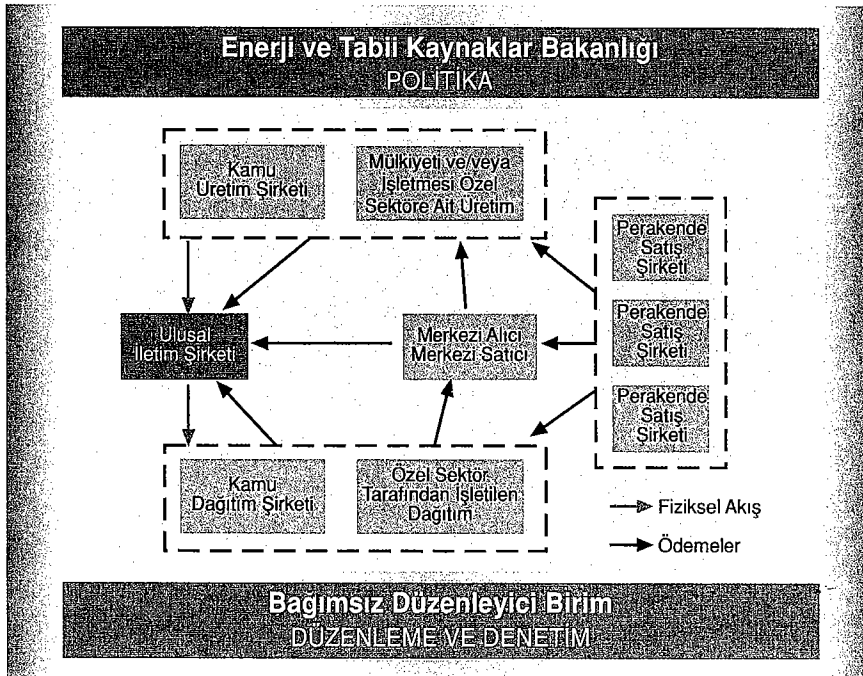 Enerji ve Tabii Kaynaklar Bakanlığı
POLİTİKA
Kamu
Üretim Şirketi
Mülkiyeti ve/veya
İşletmesi Özel
Sektöre Ait Üretim
Perakende
Satış
Şirketi
Perakende
Satış
Şirketi
Perakende
Satış
Şirketi
Ulusal
İletim Şirketi
Merkezi Alıcı
Merkezi Satıcı
Kamu
Dağıtım Şirketi
Özel Sektör
Tarafından İşletilen
Dağıtım
Fiziksel Akış
Ödemeler
Bağımsız Düzenleyici Birim
DÜZENLEME VE DENETİM